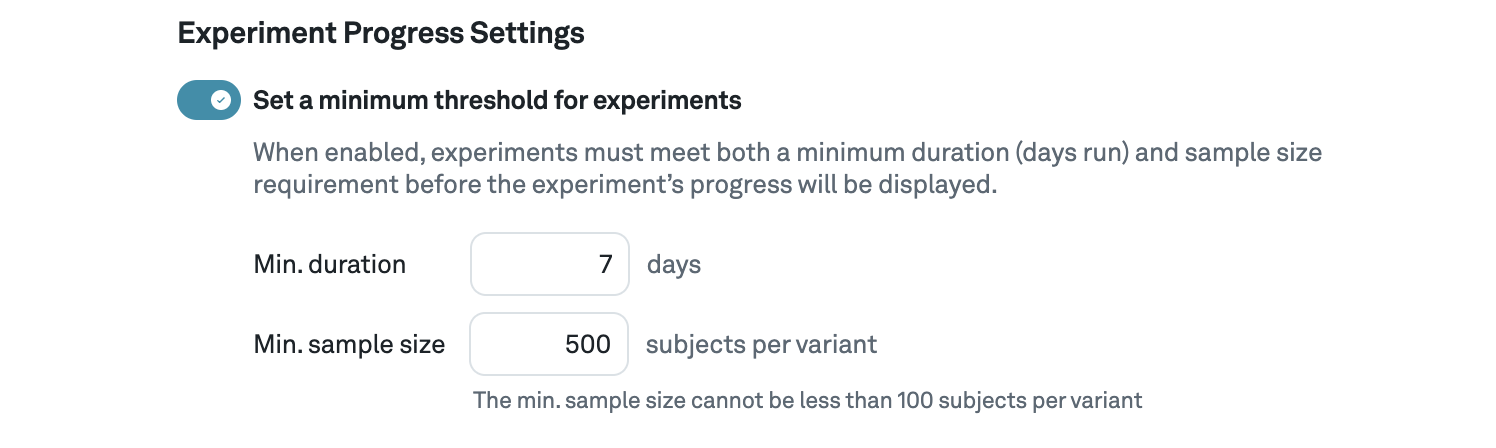 Experiment Progress Settings
Set a minimum threshold for experiments
When enabled, experiments must meet both a minimum duration (days run) and sample size
requirement before the experiment’s progress will be displayed.
Min. duration 7 days
Min. sample size 500 subjects per variant
The min. sample size cannot be less than 100 subjects per variant